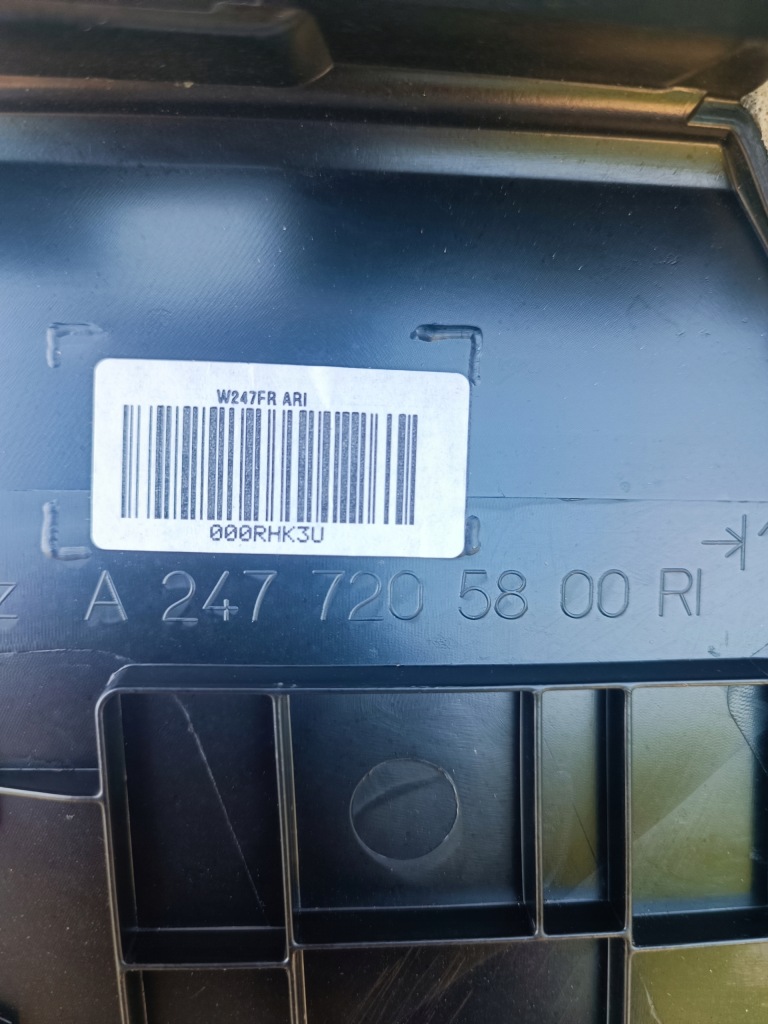 W247FR ARI
000RHK3U
z A 247 720 58 00 RI